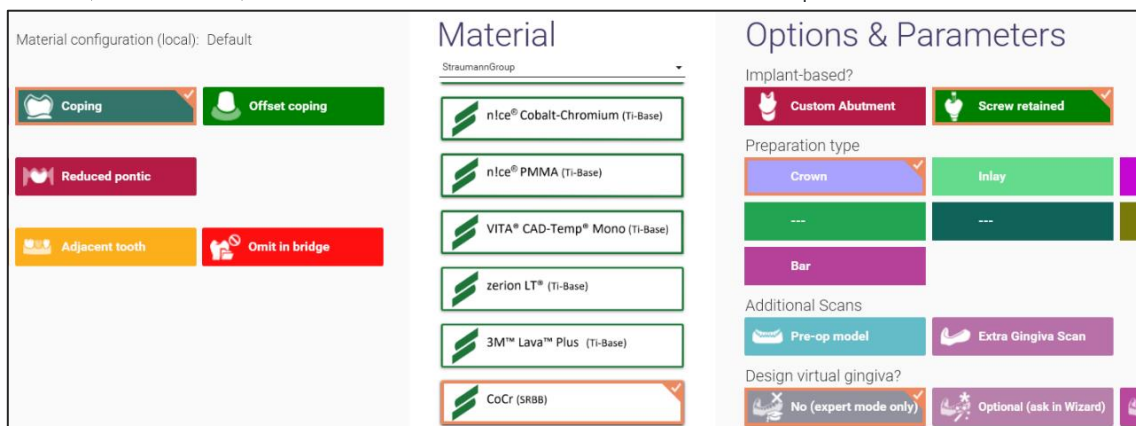 Material configuration (local): Default
Coping
Offset coping
Reduced pontic
Adjacent tooth
Omit in bridge
Material
StraumannGroup
n!ce® Cobalt-Chromium (Ti-Base)
n!ce® PMMA (Ti-Base)
VITA® CAD-Temp® Mono (Ti-Base)
zerion LT® (Ti-Base)
3M™ Lava™ Plus (Ti-Base)
CoCr (SRBB)
Options & Parameters
Implant-based?
Custom Abutment
Screw retained
Preparation type
Crown
Inlay
---
---
Bar
Additional Scans
Pre-op model
Extra Gingiva Scan
Design virtual gingiva?
No (expert mode only)
Optional (ask in Wizard)